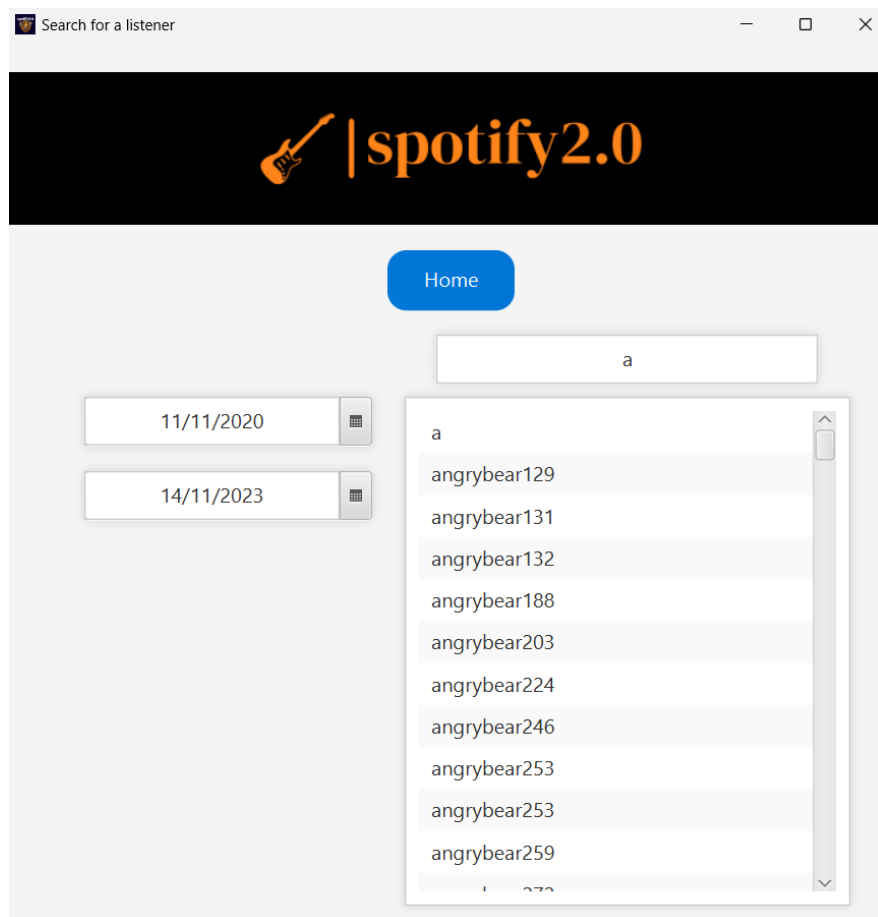 Search for a listener
|spotify2.0
Home
a
11/11/2020
14/11/2023
a
angrybear129
angrybear131
angrybear132
angrybear188
angrybear203
angrybear224
angrybear246
angrybear253
angrybear253
angrybear259